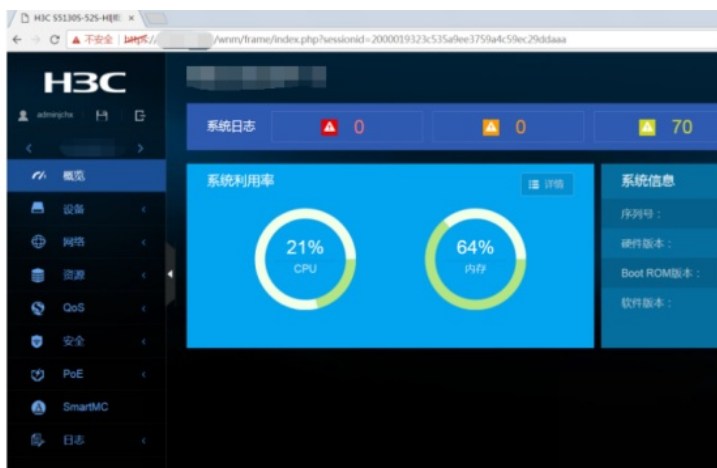 H3C S5130S-52S-HI
不安全 https://
/wnm/frame/index.php?sessionid=2000019323c535a9ee3759a4c59ec29ddaaa
H3C
adminjchx
系统日志 0 0 70
概览
系统利用率 详情 系统信息
设备
序列号：
网络
21% 64%
硬件版本：
CPU 内存
资源
Boot ROM版本：
QoS
软件版本：
安全
PoE
SmartMC
日志